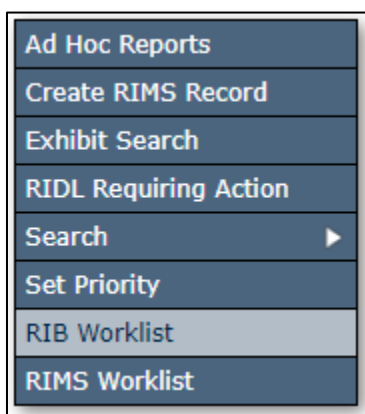 Ad Hoc Reports
Create RIMS Record
Exhibit Search
RIDL Requiring Action
Search
Set Priority
RIB Worklist
RIMS Worklist